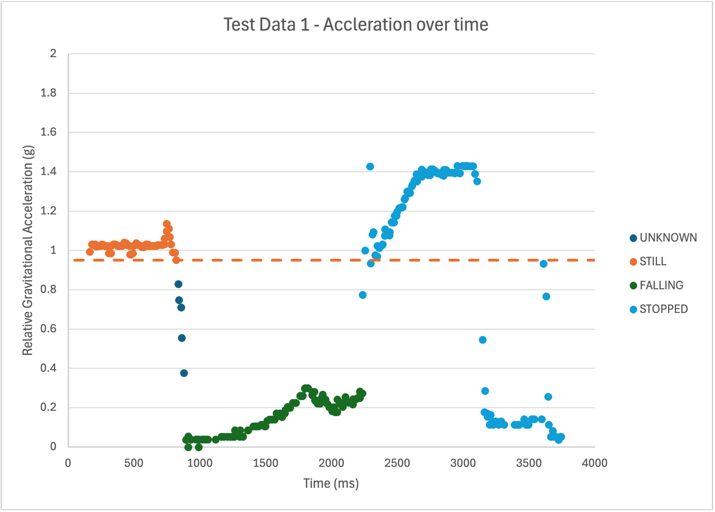 Test Data 1 - Accleration over time
Relative Gravitational Acceleration (g)
2
1.8
1.6
1.4
1.2
1
0.8
0.6
0.4
0.2
0
0 500 1000 1500 2000 2500 3000 3500 4000
Time (ms)
UNKNOWN
STILL
FALLING
STOPPED